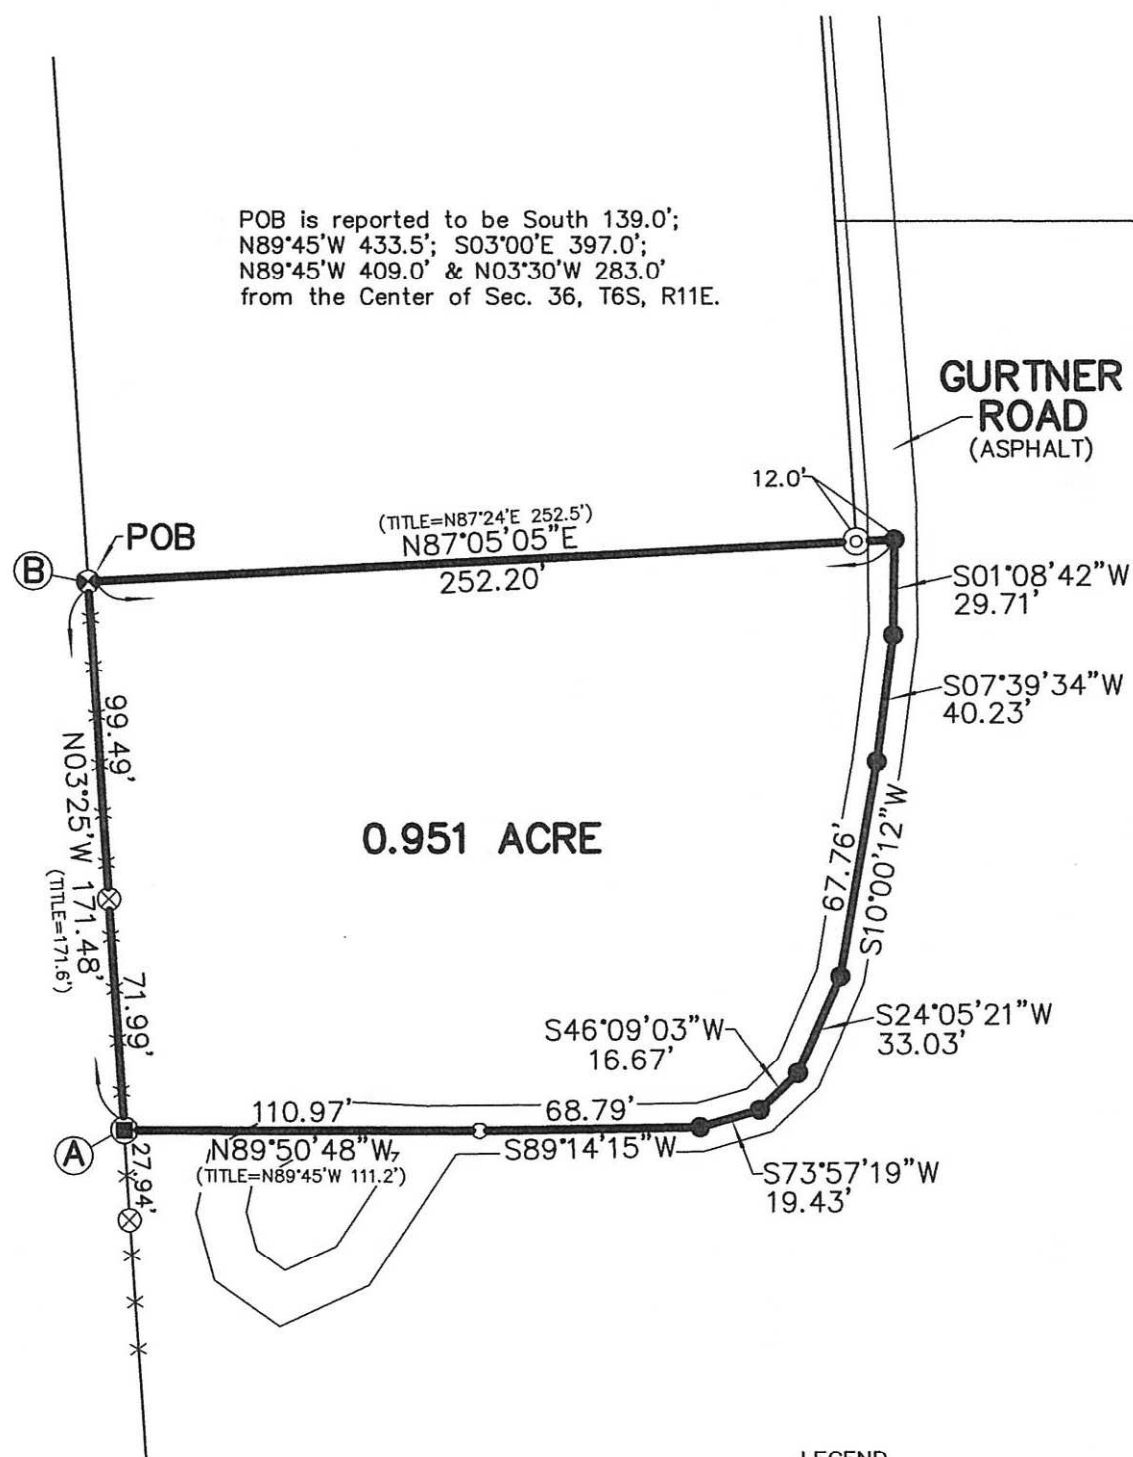 POB is reported to be South 139.0';
N89°45'W 433.5'; S03°00'E 397.0';
N89°45'W 409.0' & N03°30'W 283.0'
from the Center of Sec. 36, T6S, R11E.
GURTNER
ROAD
(ASPHALT)
12.0'
(TITLE=N87°24'E 252.5')
N87°05'05"E
252.20'
POB
B
S01°08'42"W
29.71'
S07°39'34"W
40.23'
99.49'
N03°25'W 171.48'
(TITLE=171.6')
71.99'
0.951 ACRE
67.76'
S10°00'12"W
S24°05'21"W
33.03'
S46°09'03"W
16.67'
110.97'
N89°50'48"W
(TITLE=N89°45'W 111.2')
68.79'
S89°14'15"W
S73°57'19"W
19.43'
A
27.94'
LEGEND